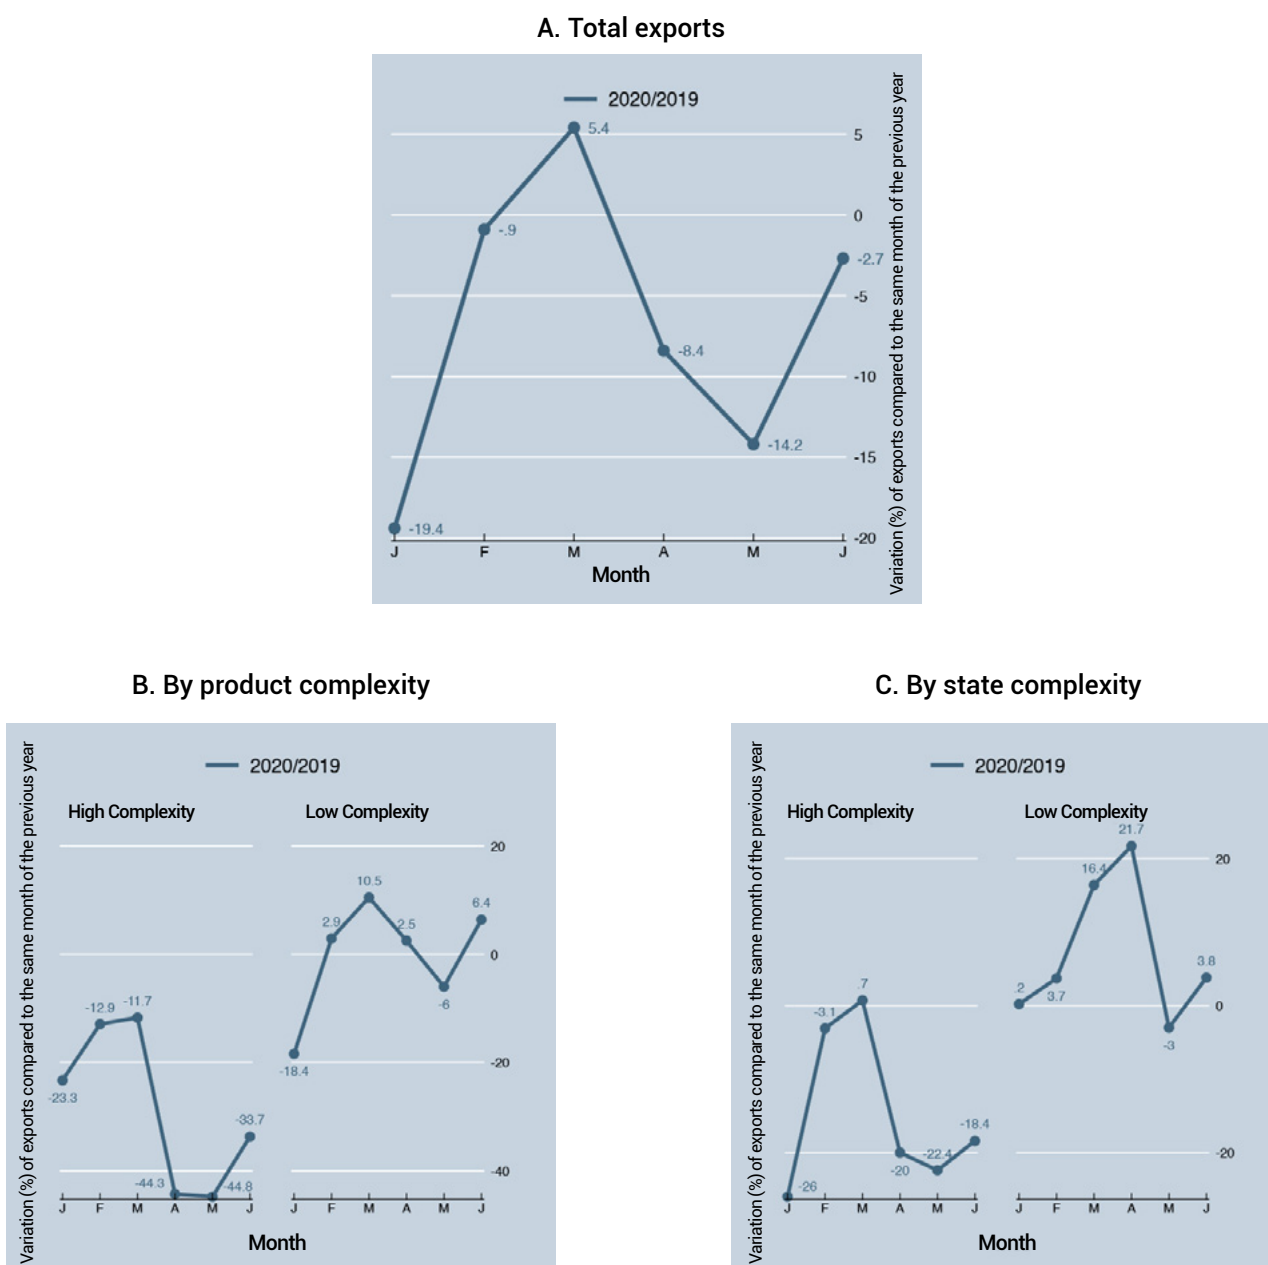 A. Total exports
2020/2019
5.4
-.9
-2.7
-8.4
-14.2
-19.4
5
0
-5
-10
-15
-20
J F M A M J
Month
Variation (%) of exports compared to the same month of the previous year
B. By product complexity
2020/2019
High Complexity
Low Complexity
-23.3
-12.9
-11.7
-44.3
-44.8
-33.7
-18.4
2.9
10.5
2.5
-6
6.4
20
0
-20
-40
J F M A M J
J F M A M J
Month
Variation (%) of exports compared to the same month of the previous year
C. By state complexity
2020/2019
High Complexity
Low Complexity
-26
-3.1
.7
-20
-22.4
-18.4
.2
3.7
16.4
21.7
-3
3.8
20
0
-20
J F M A M J
J F M A M J
Month
Variation (%) of exports compared to the same month of the previous year